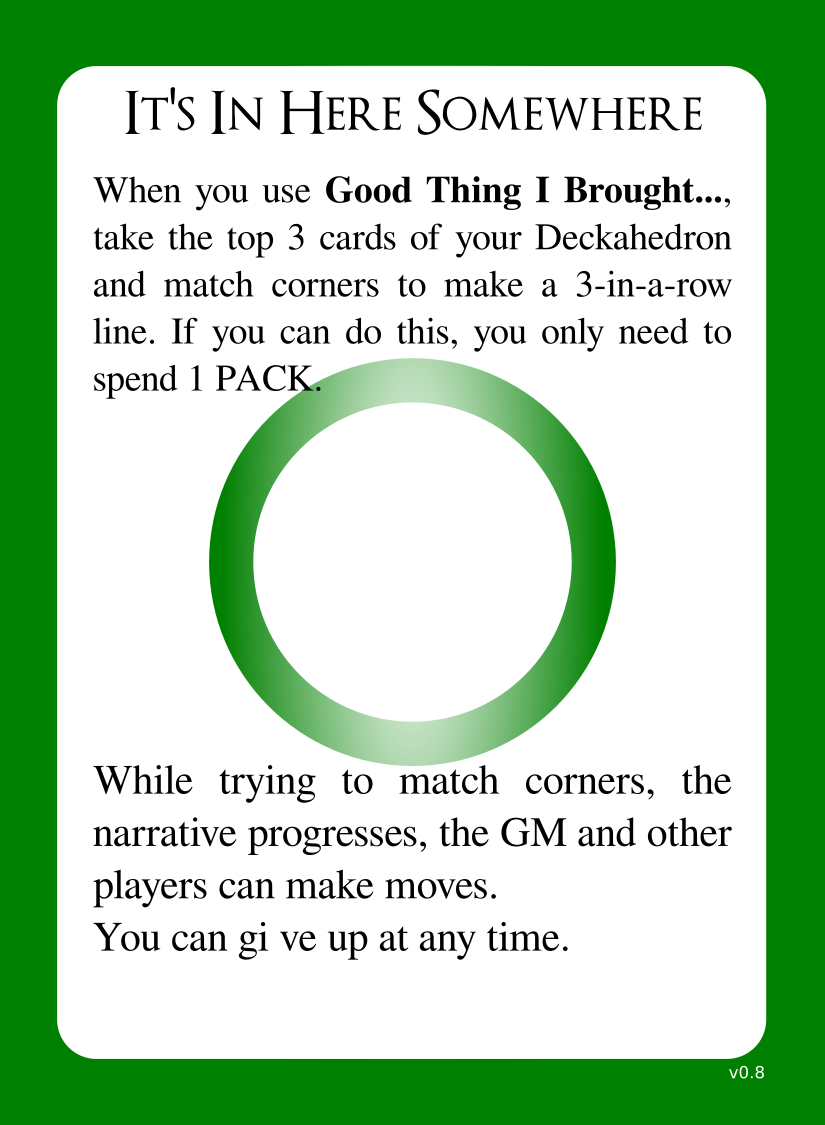 It's In Here Somewhere
When you use Good Thing I Brought...,
take the top 3 cards of your Deckahedron
and match corners to make a 3-in-a-row
line. If you can do this, you only need to
spend 1 PACK.
While trying to match corners, the
narrative progresses, the GM and other
players can make moves.
You can gi ve up at any time.
v0.8